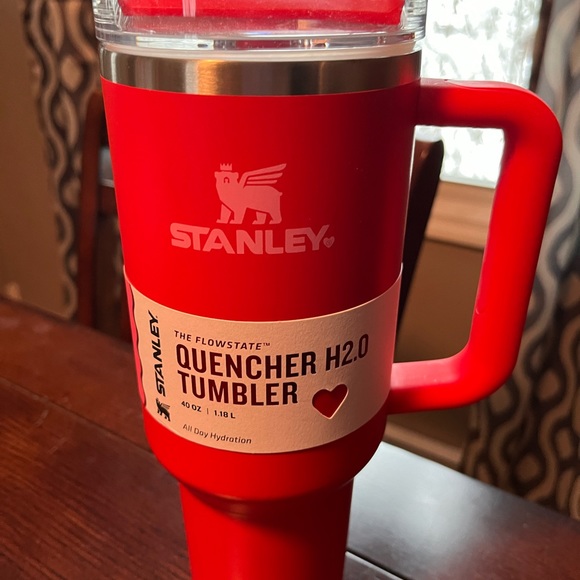 STANLEY
STANLEY
THE FLOWSTATE™
QUENCHER H2.0
TUMBLER
40 OZ | 1.18 L
All Day Hydration